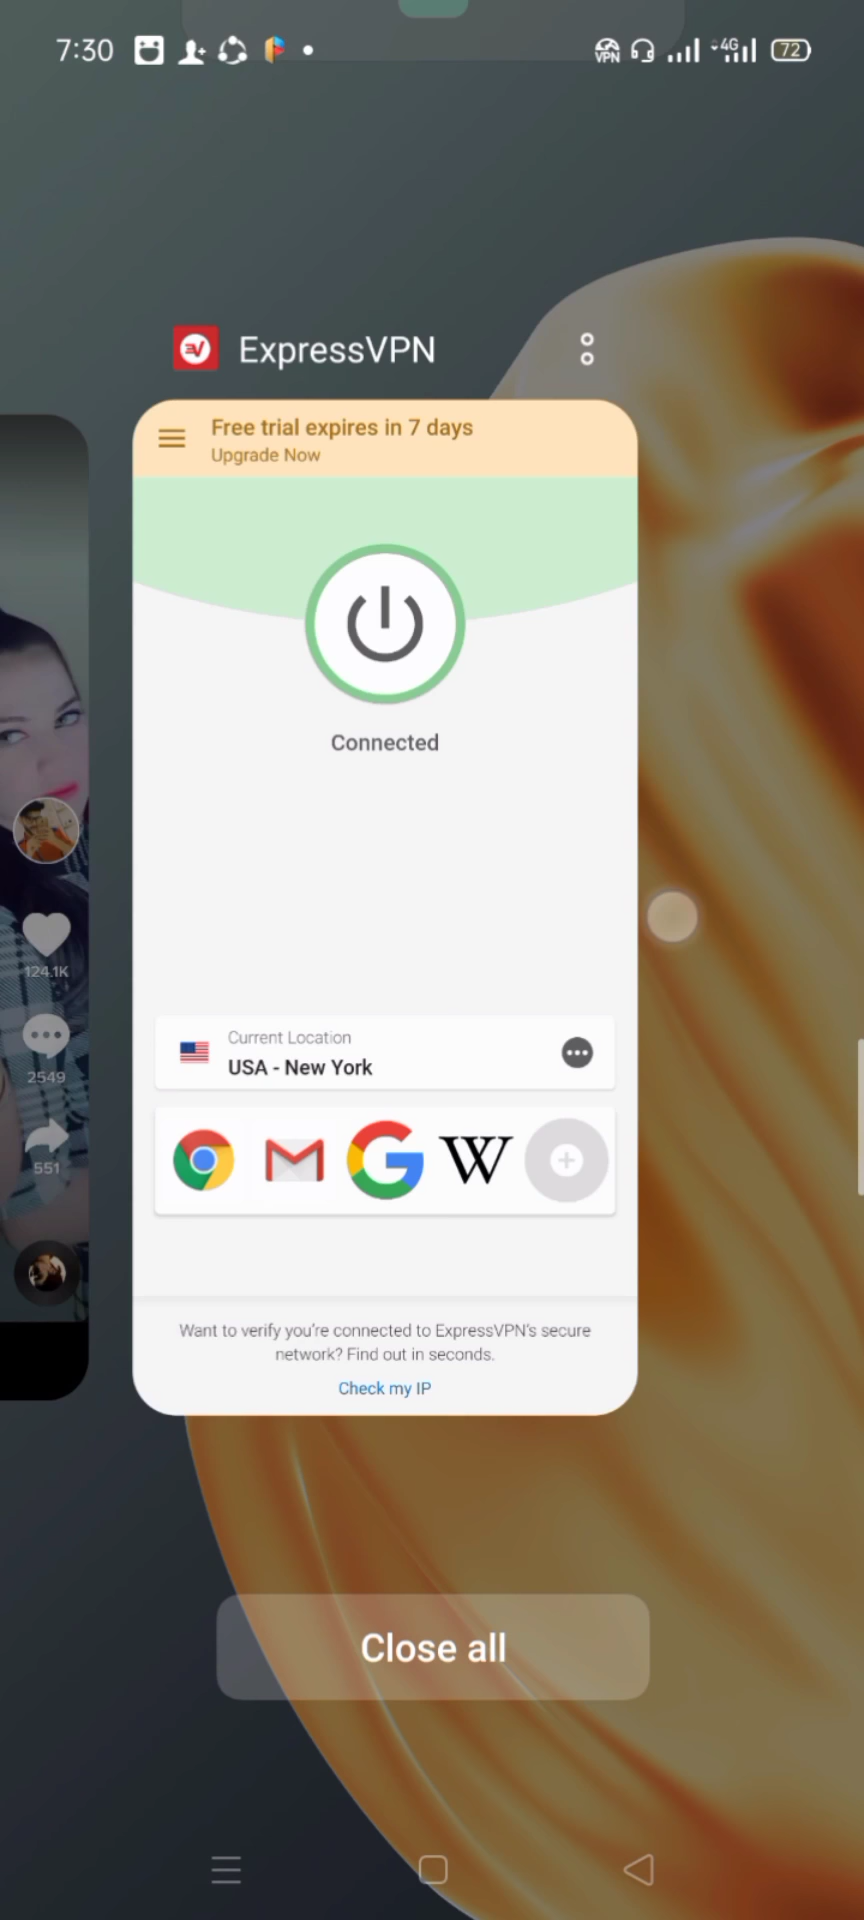 7:30
VPN
4G
72
ExpressVPN
Free trial expires in 7 days
Upgrade Now
Connected
124.1K
Current Location
USA - New York
2549
W
551
Want to verify you're connected to ExpressVPN's secure
network? Find out in seconds.
Check my IP
Close all